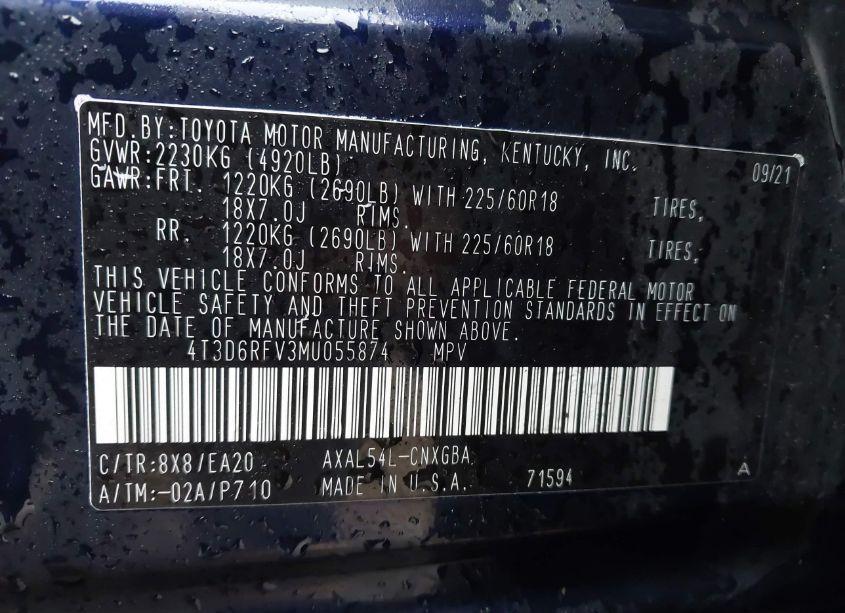 MFD.BY:TOYOTA MOTOR MANUFACTURING, KENTUCKY, INC. 09/21
GVWR:2230KG (4920LB)
GAWR:FRT. 1220KG (2690LB) WITH 225/60R18 TIRES,
18X7.0J RIMS.
RR. 1220KG (2690LB) WITH 225/60R18 TIRES,
18X7.0J RIMS.
THIS VEHICLE CONFORMS TO ALL APPLICABLE FEDERAL MOTOR
VEHICLE SAFETY AND THEFT PREVENTION STANDARDS IN EFFECT ON
THE DATE OF MANUFACTURE SHOWN ABOVE.
4T3D6RFV3MU055874 MPV
C/TR:8X8/EA20 AXAL54L-CNXGBA
A/TM:-02A/P710 MADE IN U.S.A. 71594 A